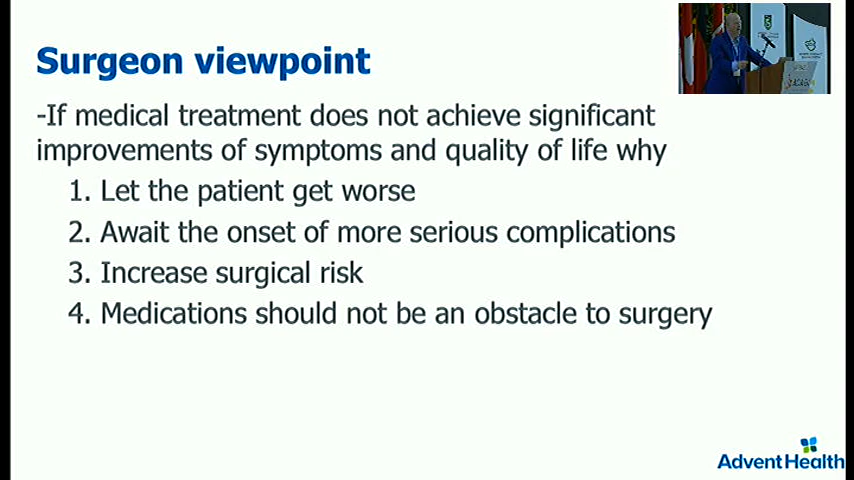 Surgeon viewpoint
-If medical treatment does not achieve significant
improvements of symptoms and quality of life why
1. Let the patient get worse
2. Await the onset of more serious complications
3. Increase surgical risk
4. Medications should not be an obstacle to surgery
AdventHealth